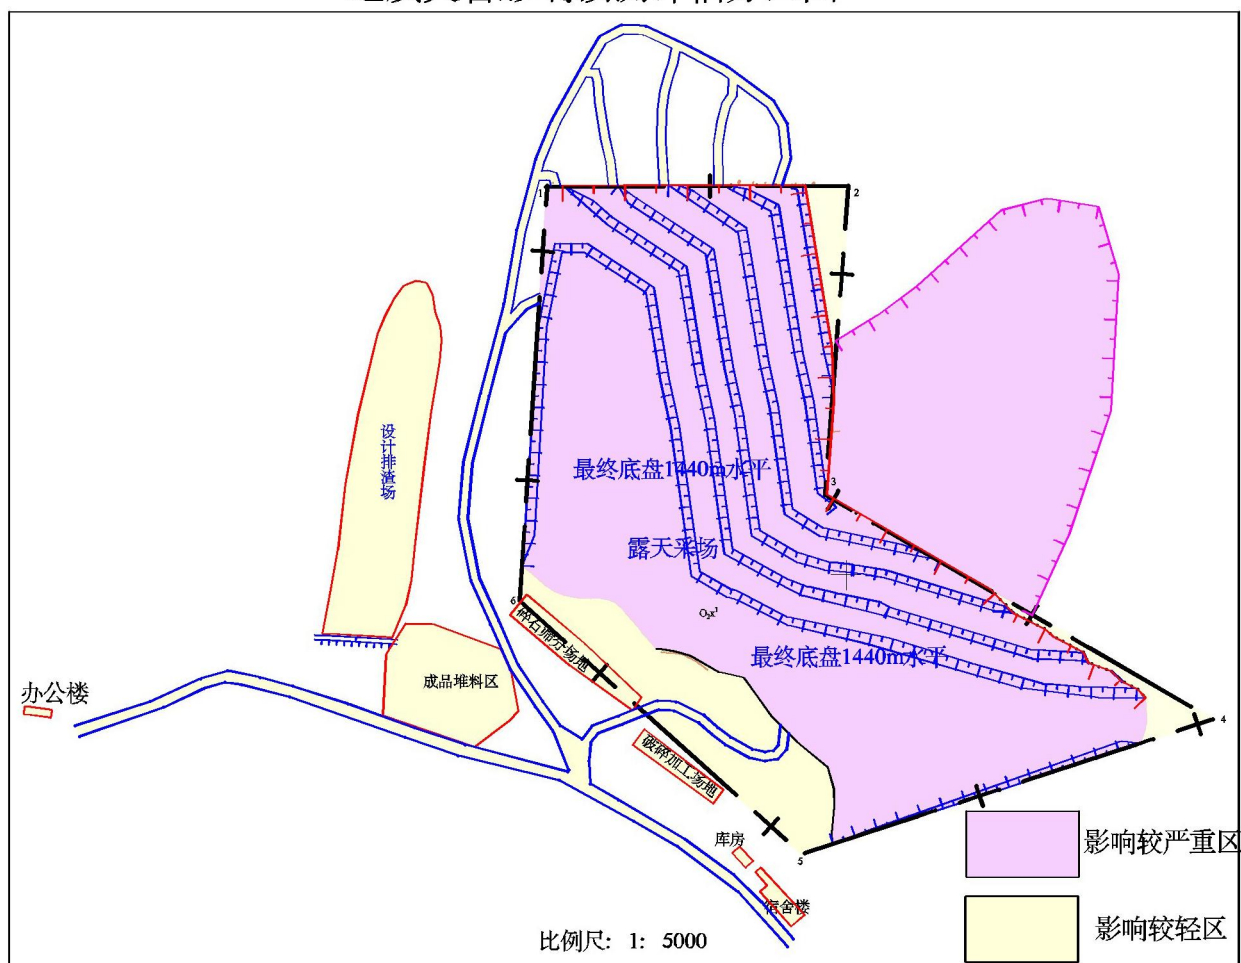 1
2
设计排渣场
最终底盘1440m水平
3
露天采场
6
碎石筛分场地
最终底盘1440m水平
成品堆料区
办公楼
4
破碎加工场地
库房
5
影响较严重区
宿舍楼
影响较轻区
比例尺: 1: 5000